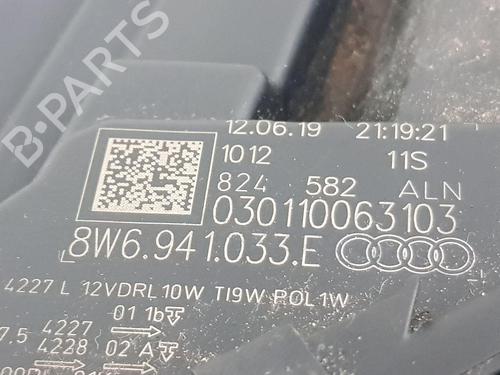 B-PARTS
12.06.19 21:19:21
1012 11S
824 582 ALN
030110063103
8W6.941.033.E
4227 L 12VDRL10W TI9W POL1W
01 1b
7.5 4227
4228 02 A